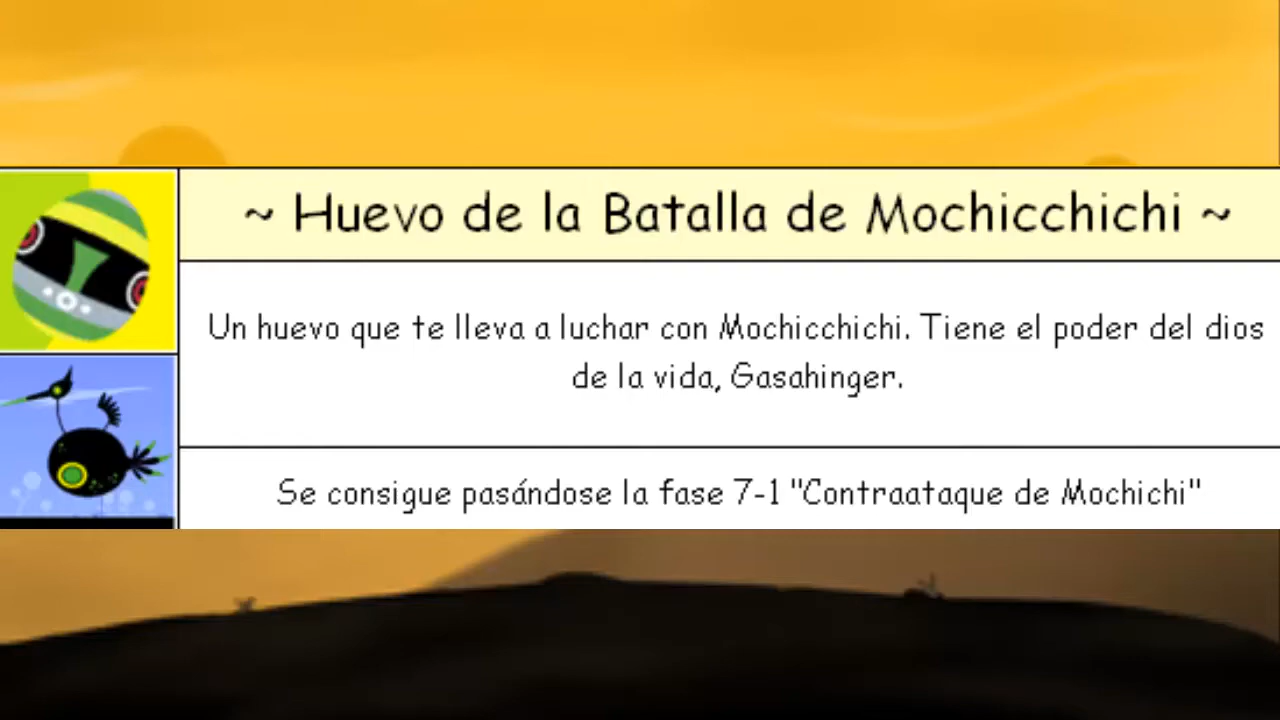 ~ Huevo de la Batalla de Mochicchichi ~
Un huevo que te lleva a luchar con Mochicchichi. Tiene el poder del dios
de la vida, Gasahinger.
Se consigue pasándose la fase 7-1 "Contraataque de Mochichi"